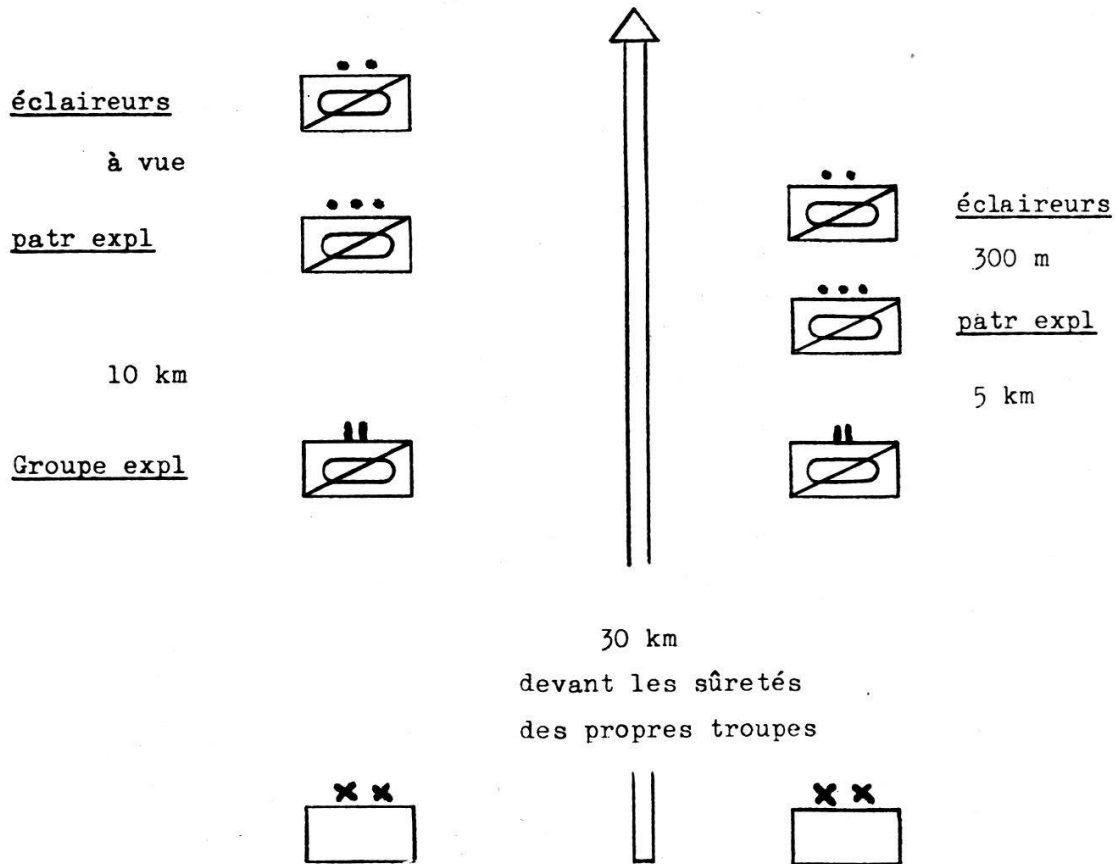 éclaireurs
à vue
patr expl
10 km
Groupe expl
éclaireurs
300 m
patr expl
5 km
30 km
devant les sûretés
des propres troupes